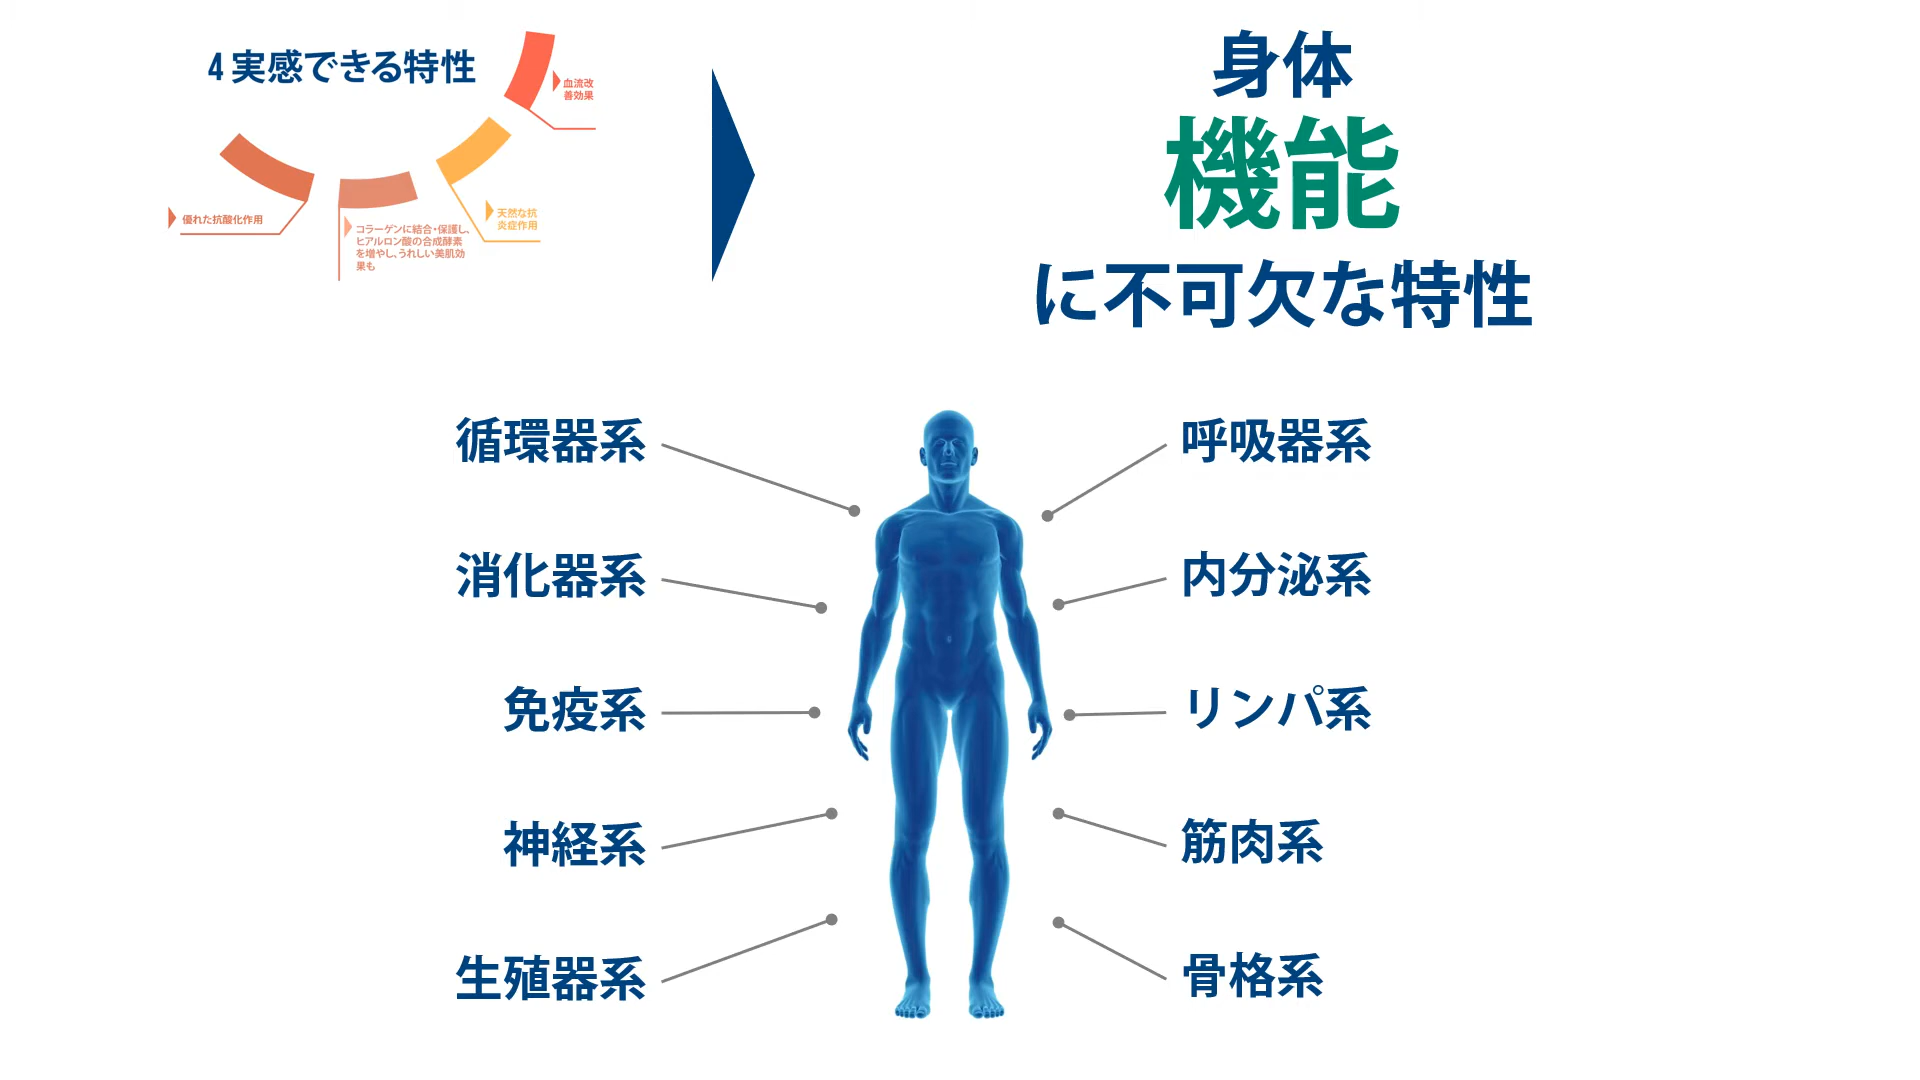 4 実感できる特性
血流改
善効果
優れた抗酸化作用
コラーゲンに結合・保護し、
ヒアルロン酸の合成酵素
を増やし、うれしい美肌効
果も
天然な抗
炎症作用
身体
機能
に不可欠な特性
循環器系
呼吸器系
消化器系
内分泌系
免疫系
リンパ系
神経系
筋肉系
生殖器系
骨格系